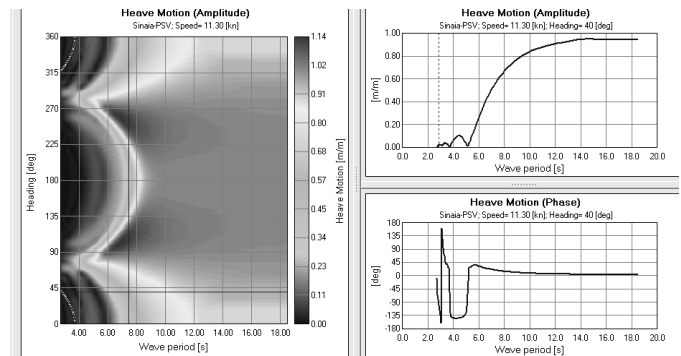 Heave Motion (Amplitude)
Sinaia-PSV; Speed= 11.30 [kn]
Heading [deg]
360
315
270
225
180
135
90
45
0
4.00 6.00 8.00 10.00 12.00 14.00 16.00 18.00
Wave period [s]
1.14
1.03
0.91
0.80
0.68
0.57
0.46
0.34
0.23
0.11
0.00
Heave Motion [m/m]
Heave Motion (Amplitude)
Sinaia-PSV; Speed= 11.30 [kn]; Heading= 40 [deg]
[m/m]
1.00
0.80
0.60
0.40
0.20
0.00
0.0 2.0 4.0 6.0 8.0 10.0 12.0 14.0 16.0 18.0 20.0
Wave period [s]
Heave Motion (Phase)
Sinaia-PSV; Speed= 11.30 [kn]; Heading= 40 [deg]
[deg]
180
135
90
45
0
-45
-90
-135
-180
0.0 2.0 4.0 6.0 8.0 10.0 12.0 14.0 16.0 18.0 20.0
Wave period [s]